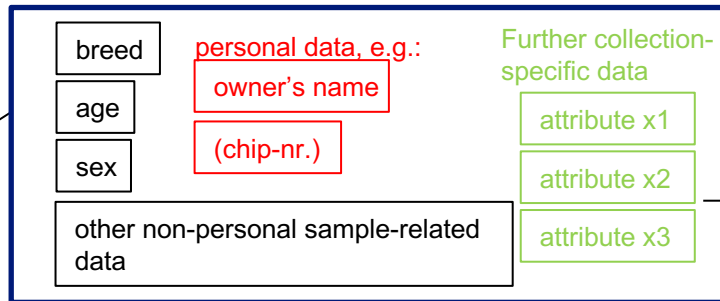 breed
age
sex
personal data, e.g.:
owner's name
(chip-nr.)
other non-personal sample-related
data
Further collection-
specific data
attribute x1
attribute x2
attribute x3